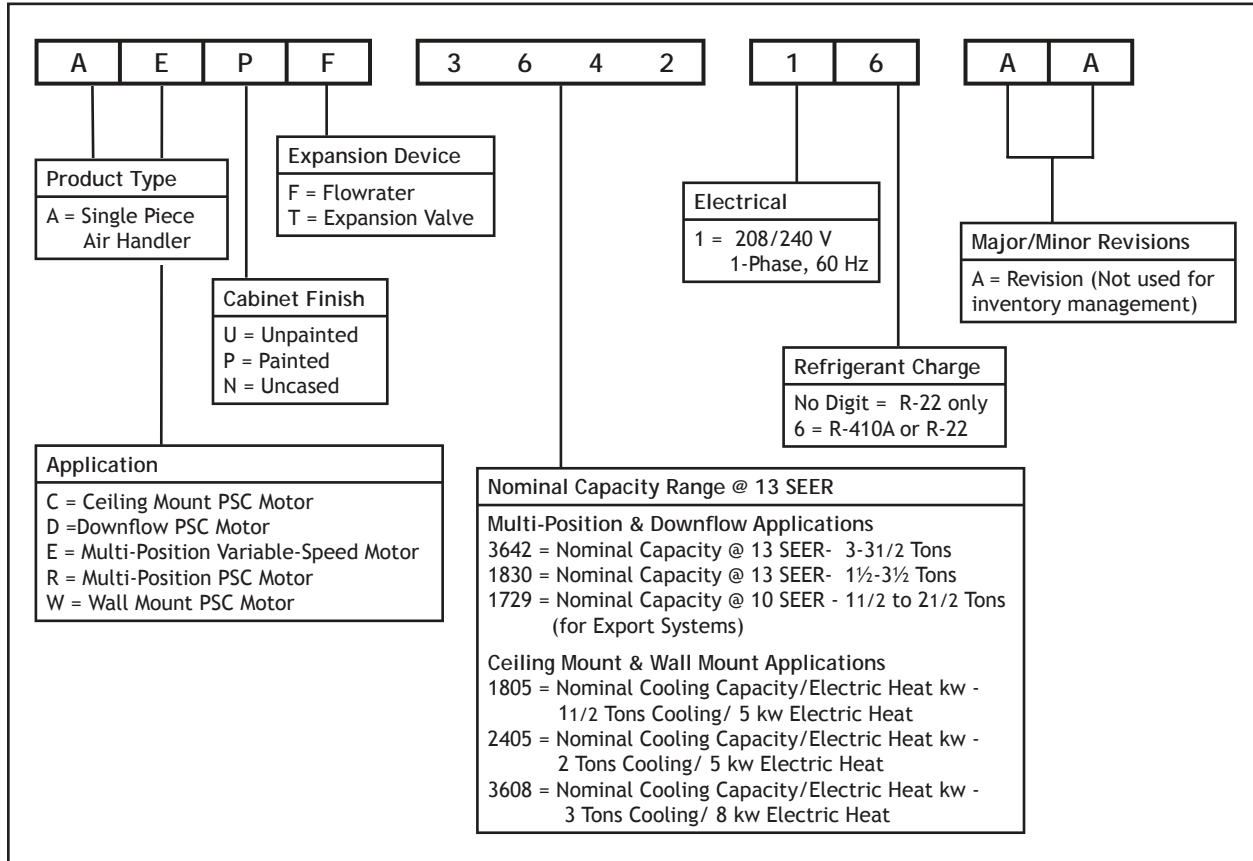 A E P F 3 6 4 2 1 6 A A
Product Type
A = Single Piece
Air Handler
Expansion Device
F = Flowrater
T = Expansion Valve
Cabinet Finish
U = Unpainted
P = Painted
N = Uncased
Application
C = Ceiling Mount PSC Motor
D =Downflow PSC Motor
E = Multi-Position Variable-Speed Motor
R = Multi-Position PSC Motor
W = Wall Mount PSC Motor
Electrical
1 = 208/240 V
1-Phase, 60 Hz
Major/Minor Revisions
A = Revision (Not used for
inventory management)
Refrigerant Charge
No Digit = R-22 only
6 = R-410A or R-22
Nominal Capacity Range @ 13 SEER
Multi-Position & Downflow Applications
3642 = Nominal Capacity @ 13 SEER- 3-31/2 Tons
1830 = Nominal Capacity @ 13 SEER- 1½-3½ Tons
1729 = Nominal Capacity @ 10 SEER - 11/2 to 21/2 Tons
(for Export Systems)
Ceiling Mount & Wall Mount Applications
1805 = Nominal Cooling Capacity/Electric Heat kw -
11/2 Tons Cooling/ 5 kw Electric Heat
2405 = Nominal Cooling Capacity/Electric Heat kw -
2 Tons Cooling/ 5 kw Electric Heat
3608 = Nominal Cooling Capacity/Electric Heat kw -
3 Tons Cooling/ 8 kw Electric Heat